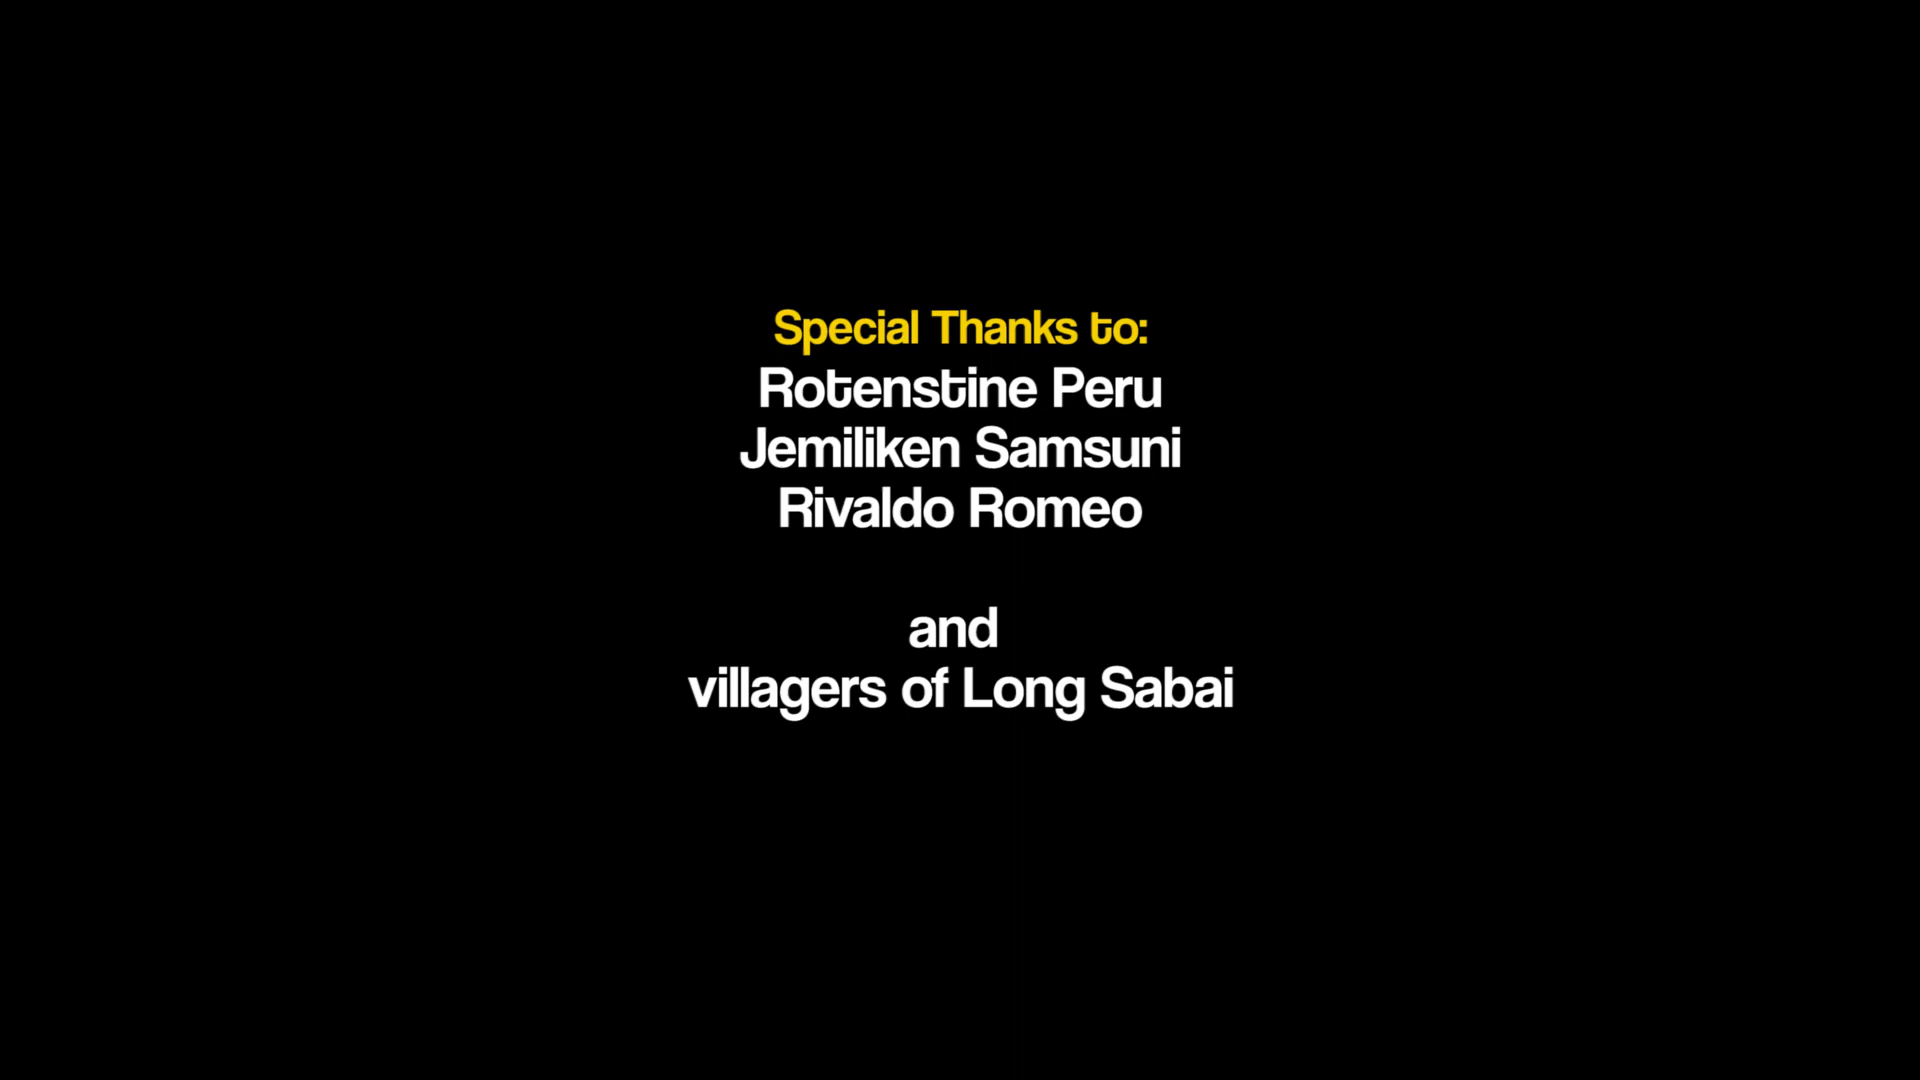 Special Thanks to:
Rotenstine Peru
Jemiliken Samsuni
Rivaldo Romeo
and
villagers of Long Sabai